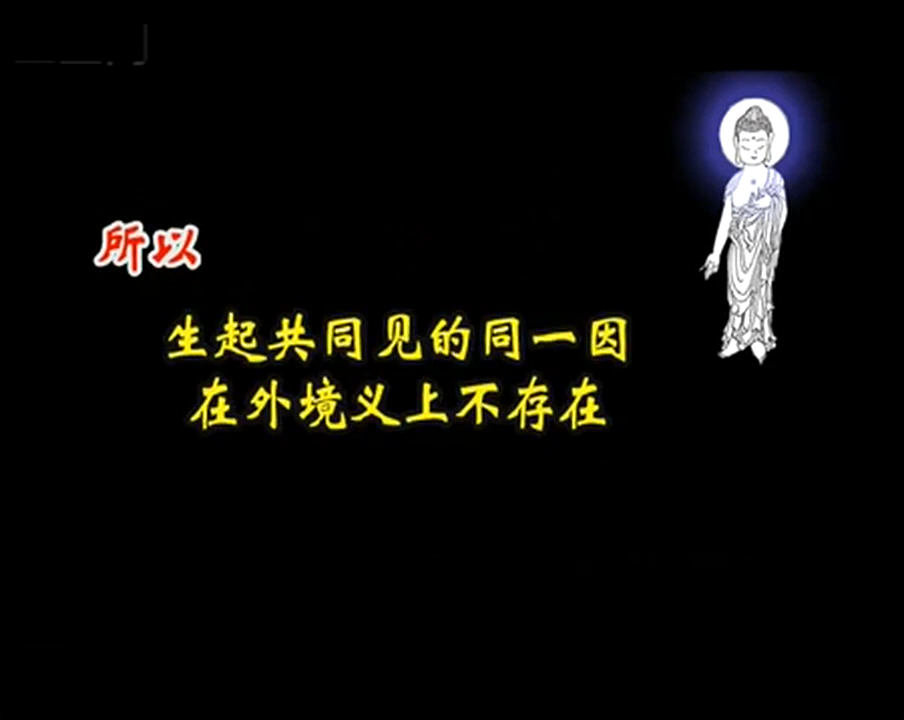 所以
生起共同见的同一因
在外境义上不存在